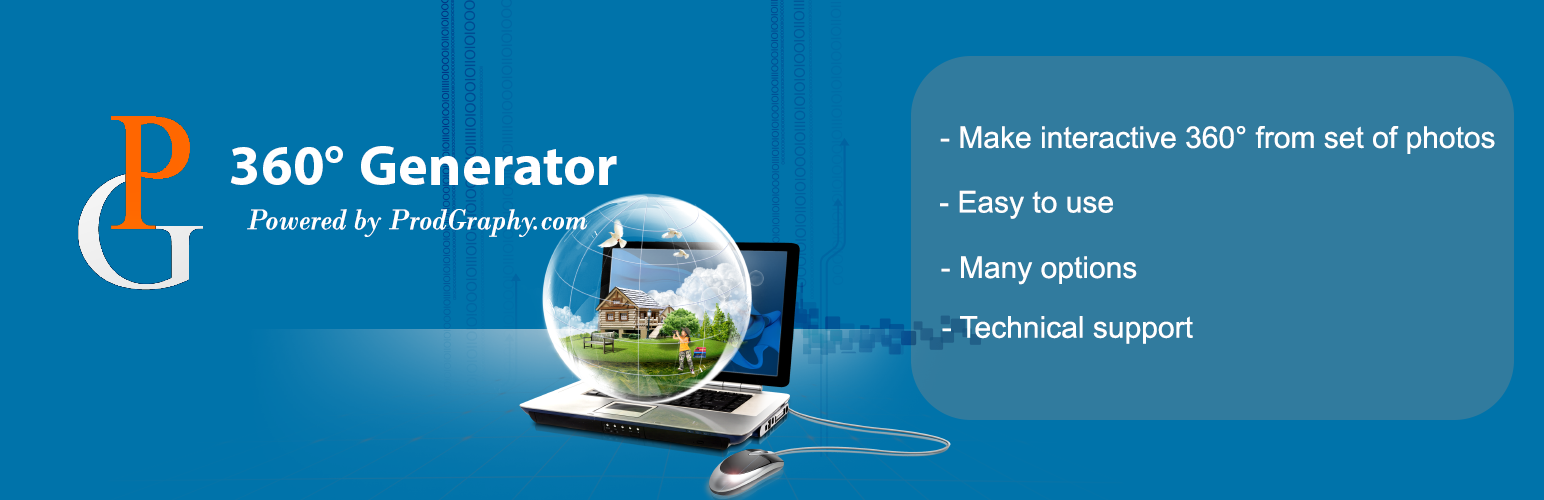 PG
360° Generator
Powered by ProdGraphy.com
- Make interactive 360° from set of photos
- Easy to use
- Many options
- Technical support